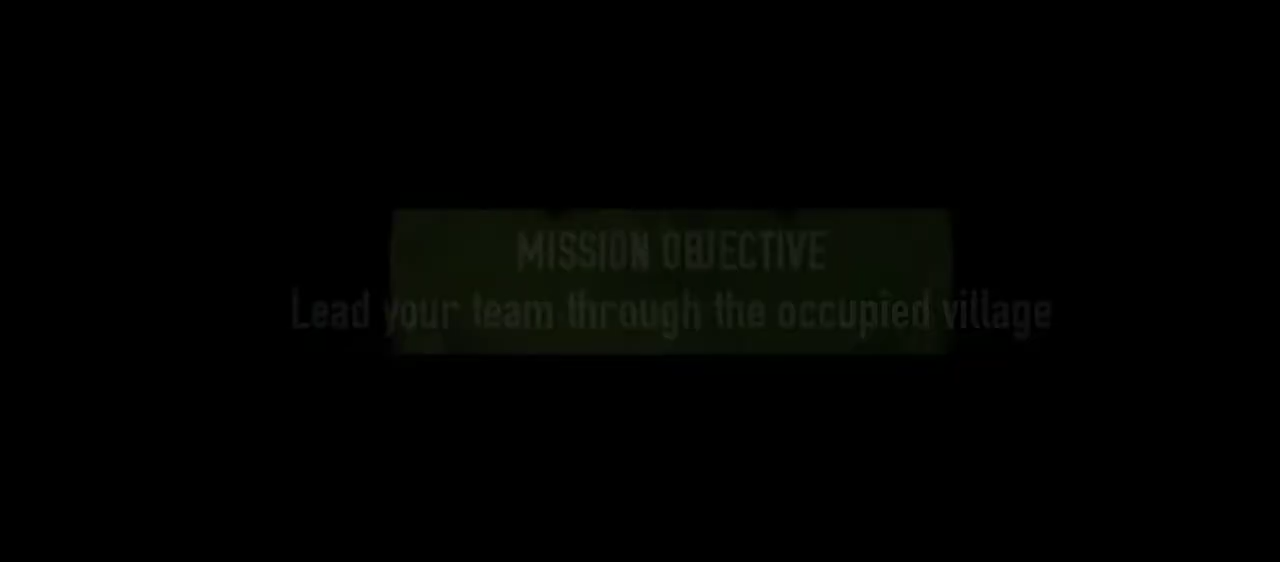 MISSION OBJECTIVE
Lead your team through the occupied village